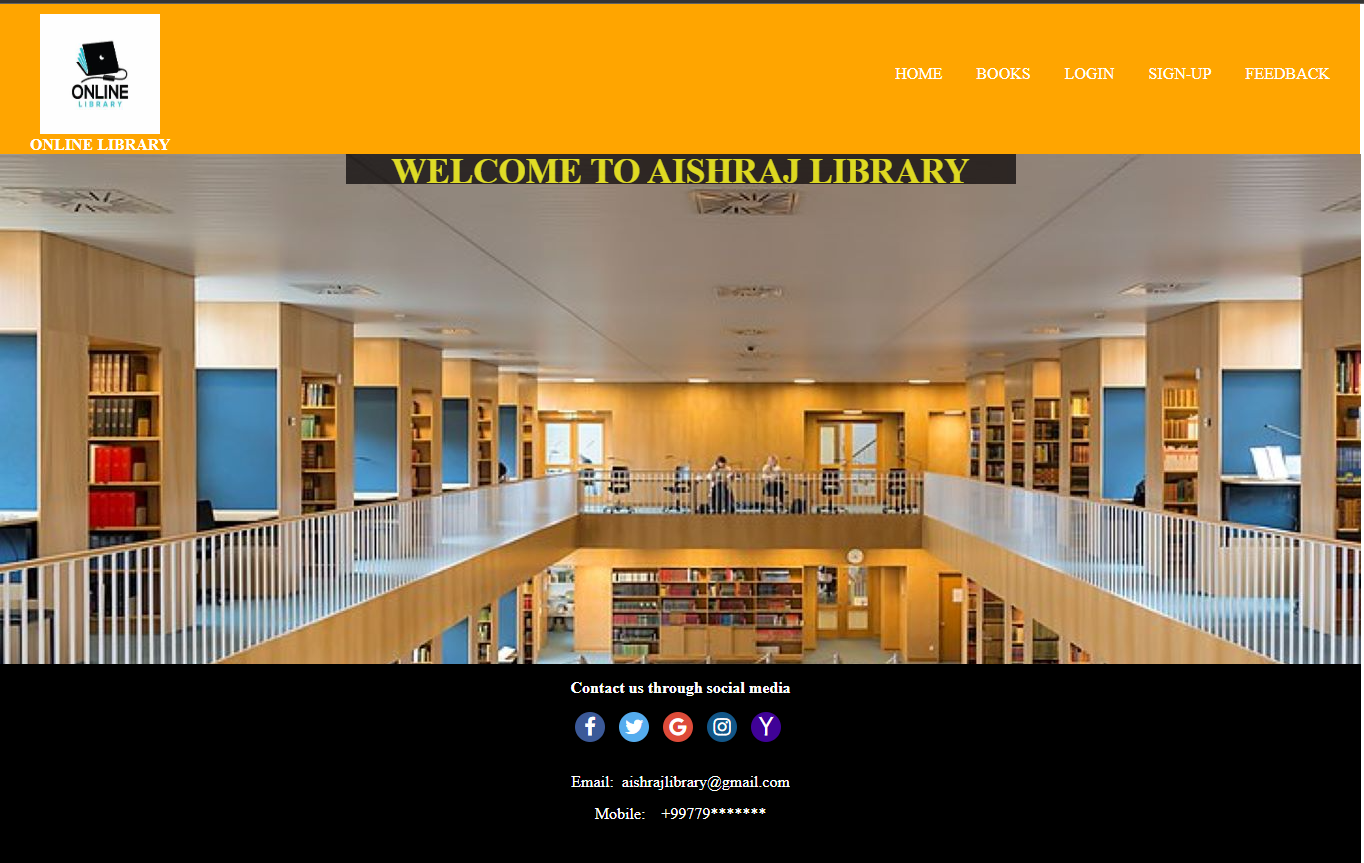 ONLINE
LIBRARY
ONLINE LIBRARY
HOME BOOKS LOGIN SIGN-UP FEEDBACK
WELCOME TO AISHRAJ LIBRARY
Contact us through social media
Email: aishrajlibrary@gmail.com
Mobile: +99779*******